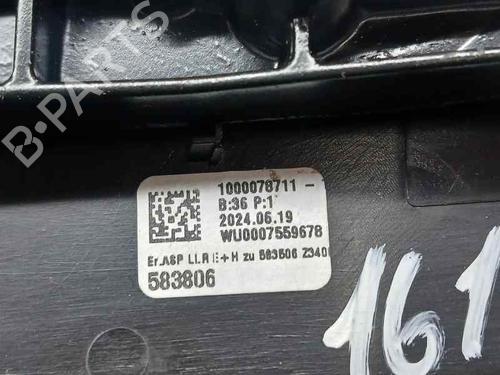 B-PARTS
1000078711 -
B:36 P:1
2024.06.19
WU0007559678
Er.ASP LI.R E+H zu 583506 Z340
583806
161